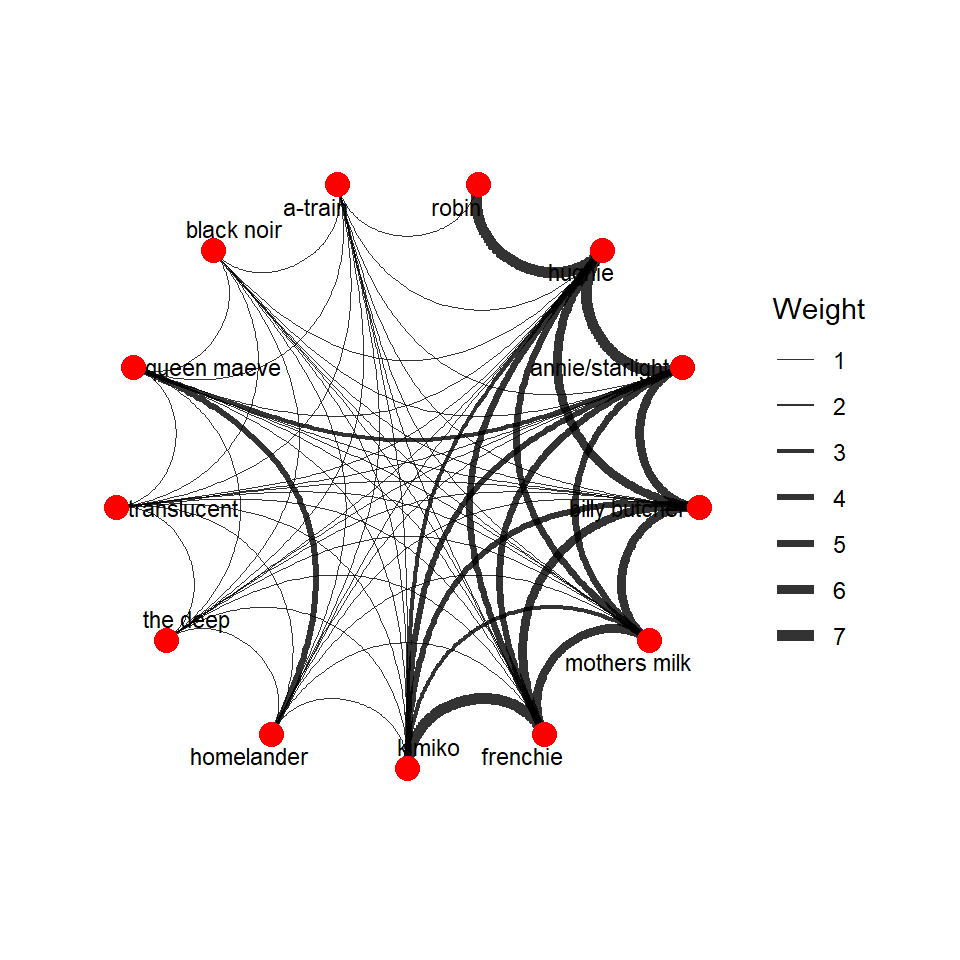 a-train
robin
black noir
hughie
Weight
queen maeve
annie/starlight
1
2
3
4
5
6
7
translucent
billy butcher
the deep
mothers milk
homelander
kimiko
frenchie